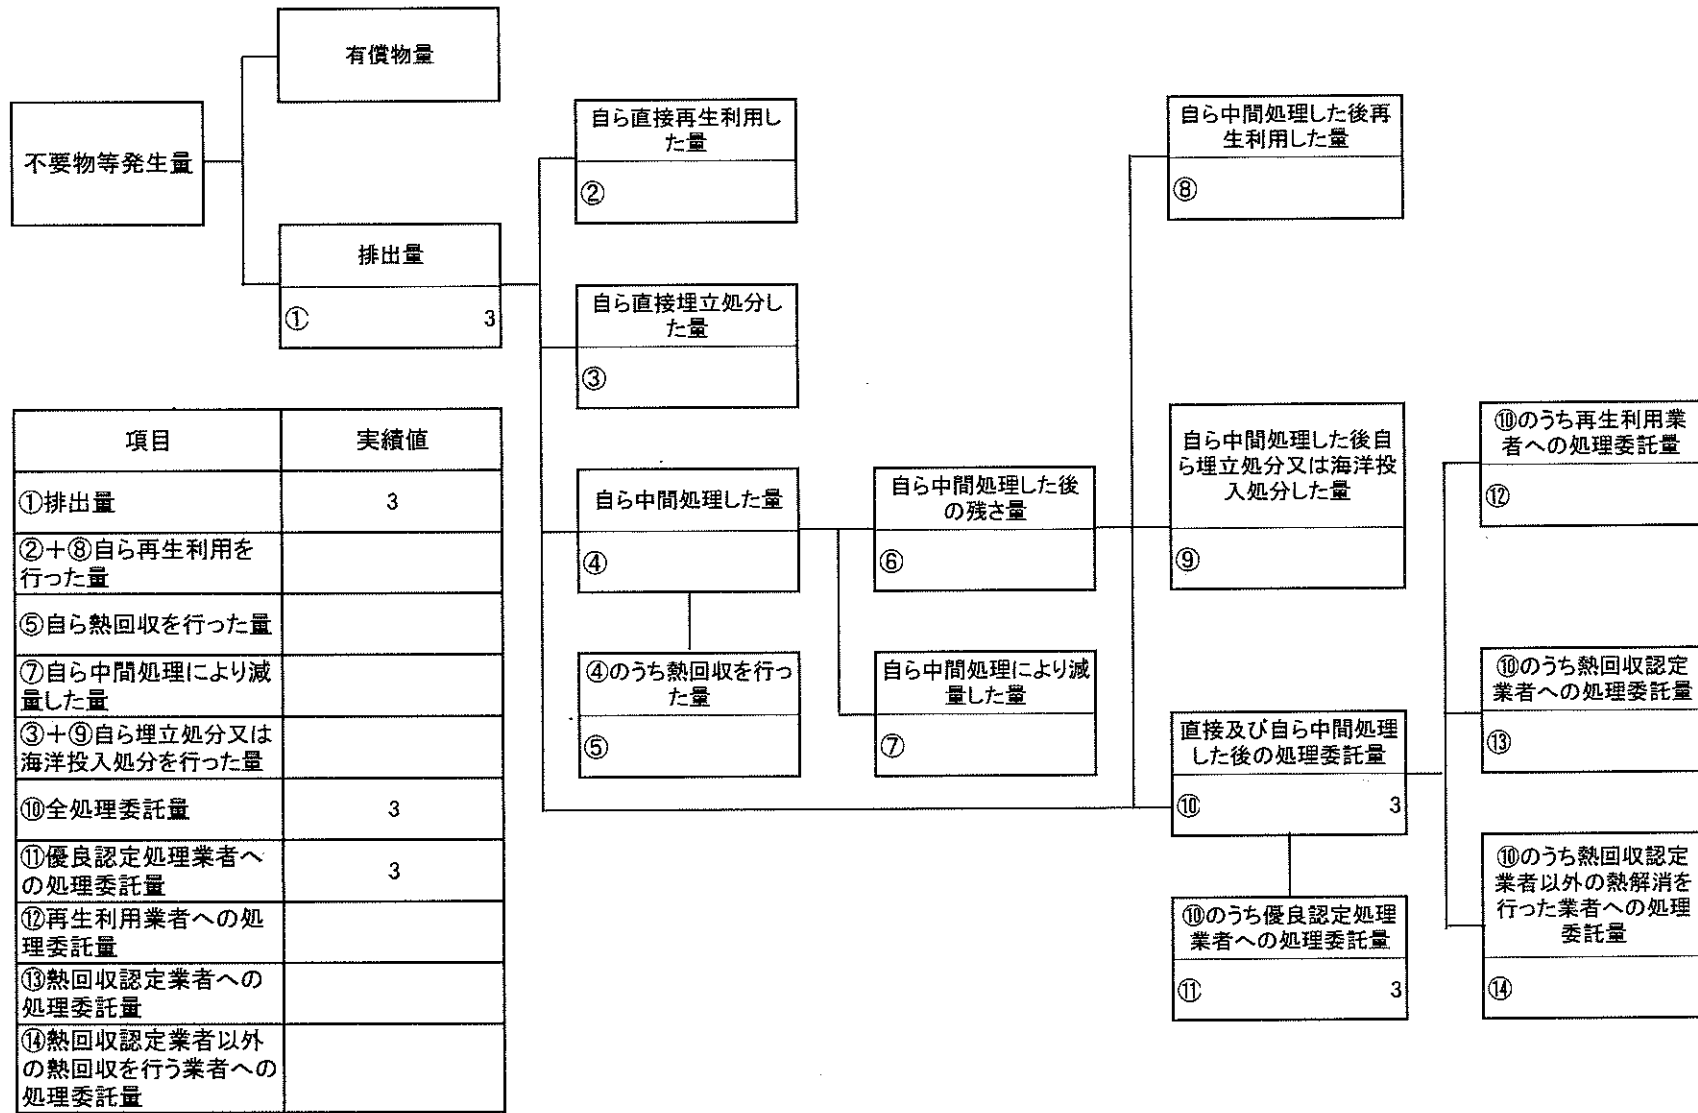 有償物量
不要物等発生量
排出量
① 3
自ら直接再生利用し
た量
②
自ら直接埋立処分し
た量
③
自ら中間処理した量
④
④のうち熱回収を行っ
た量
⑤
自ら中間処理した後
の残さ量
⑥
自ら中間処理により減
量した量
⑦
自ら中間処理した後再
生利用した量
⑧
自ら中間処理した後自
ら埋立処分又は海洋投
入処分した量
⑨
直接及び自ら中間処理
した後の処理委託量
⑩ 3
⑩のうち優良認定処理
業者への処理委託量
⑪ 3
⑩のうち再生利用業
者への処理委託量
⑫
⑩のうち熱回収認定
業者への処理委託量
⑬
⑩のうち熱回収認定
業者以外の熱解消を
行った業者への処理
委託量
⑭
項目 実績値
①排出量 3
②+⑧自ら再生利用を
行った量
⑤自ら熱回収を行った量
⑦自ら中間処理により減
量した量
③+⑨自ら埋立処分又は
海洋投入処分を行った量
⑩全処理委託量 3
⑪優良認定処理業者へ
の処理委託量 3
⑫再生利用業者への処
理委託量
⑬熱回収認定業者への
処理委託量
⑭熱回収認定業者以外
の熱回収を行う業者への
処理委託量